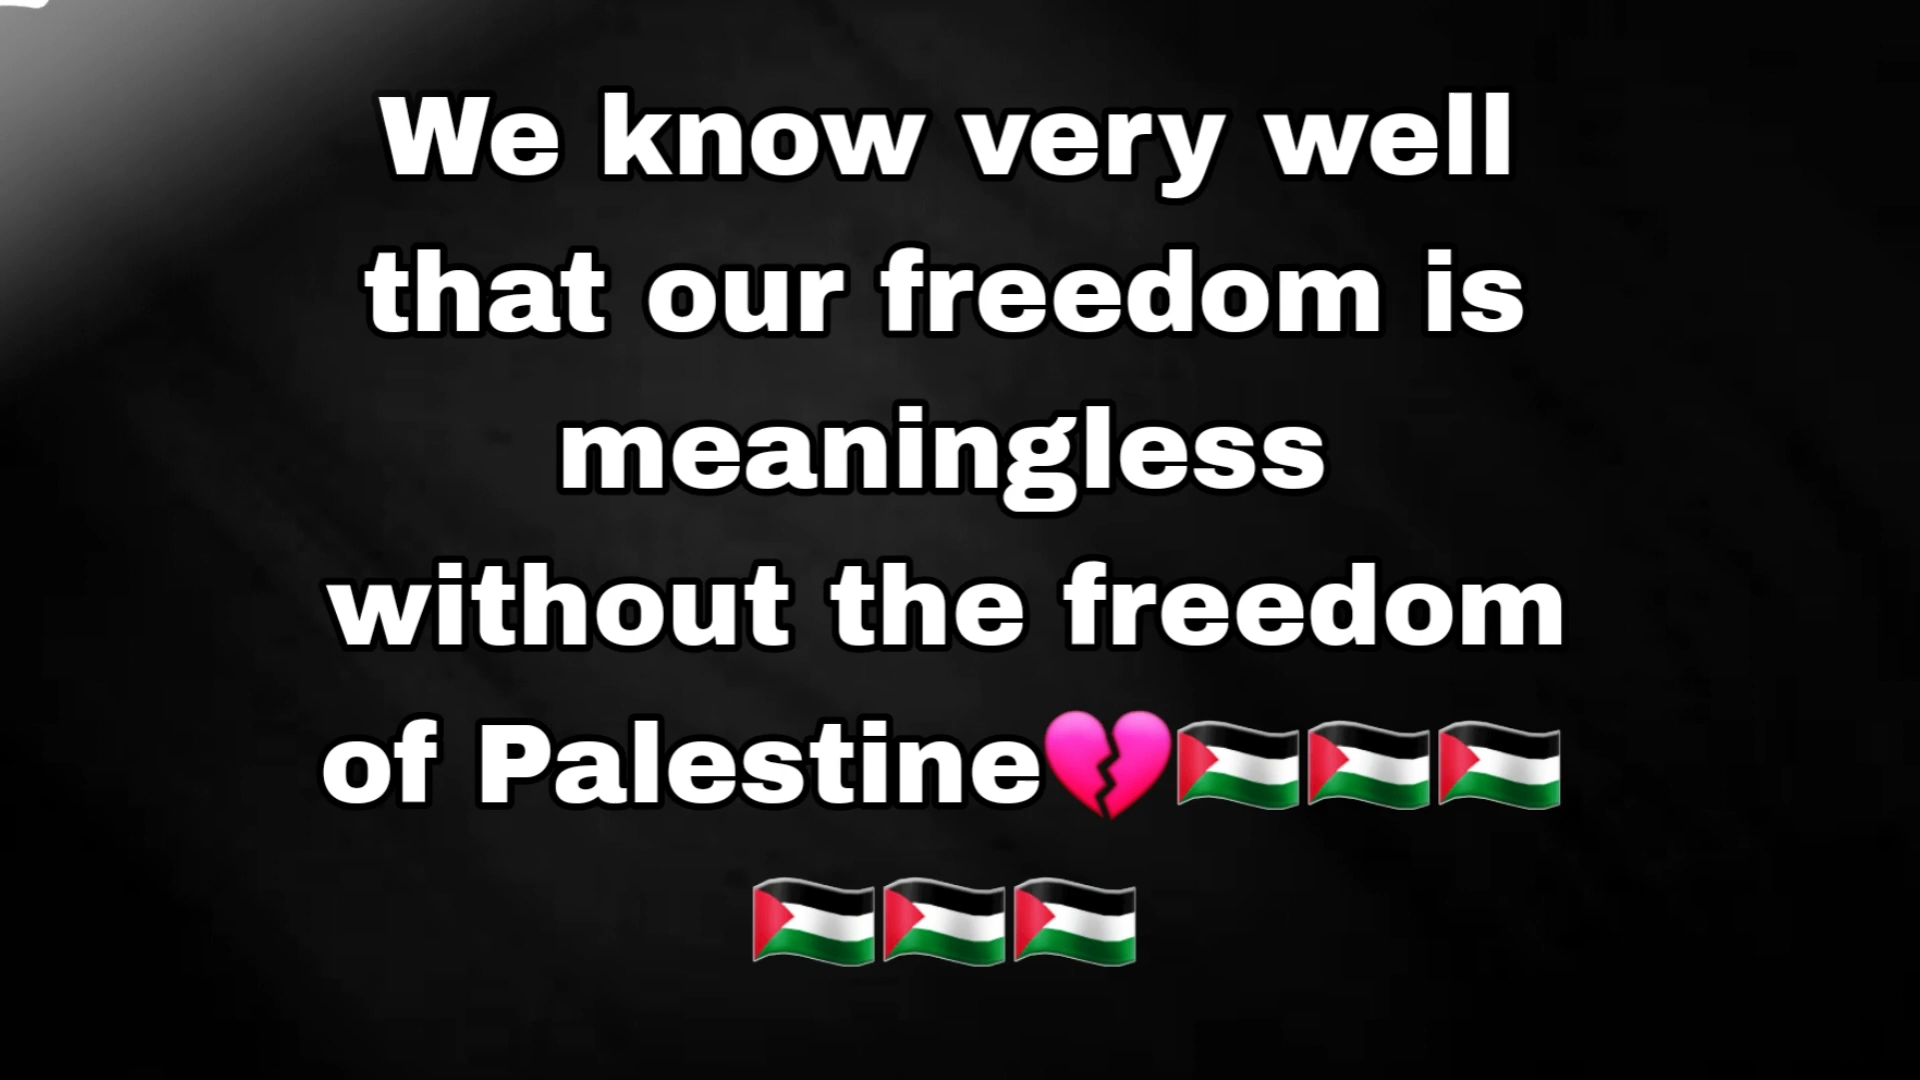 We know very well
that our freedom is
meaningless
without the freedom
of Palestine💔🇵🇸🇵🇸🇵🇸
🇵🇸🇵🇸🇵🇸